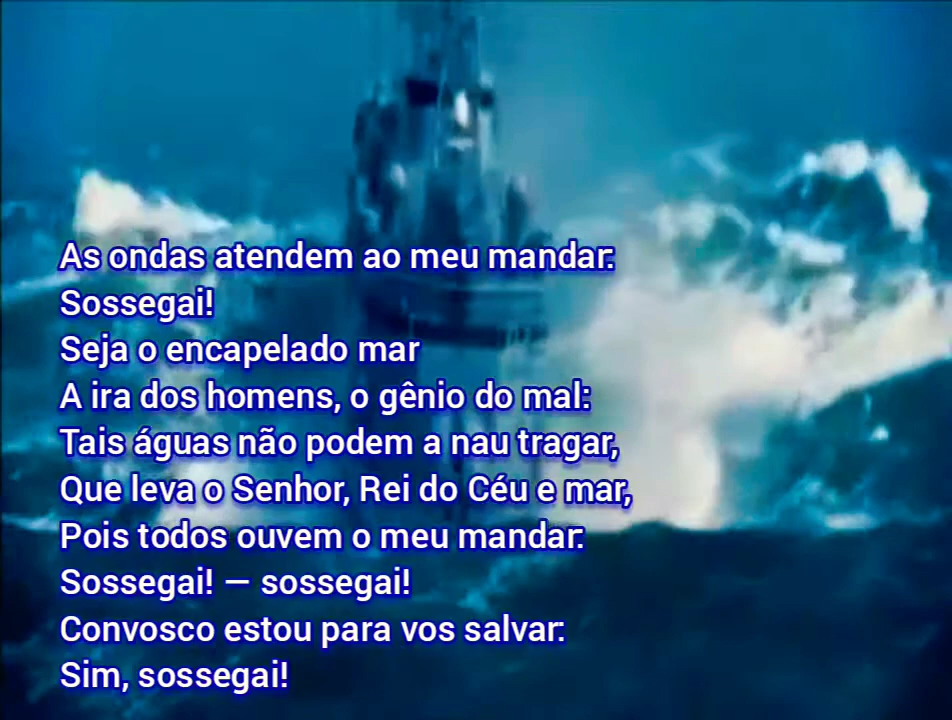 As ondas atendem ao meu mandar:
Sossegai!
Seja o encapelado mar
A ira dos homens, o gênio do mal:
Tais águas não podem a nau tragar,
Que leva o Senhor, Rei do Céu e mar,
Pois todos ouvem o meu mandar:
Sossegai! — sossegai!
Convosco estou para vos salvar:
Sim, sossegai!